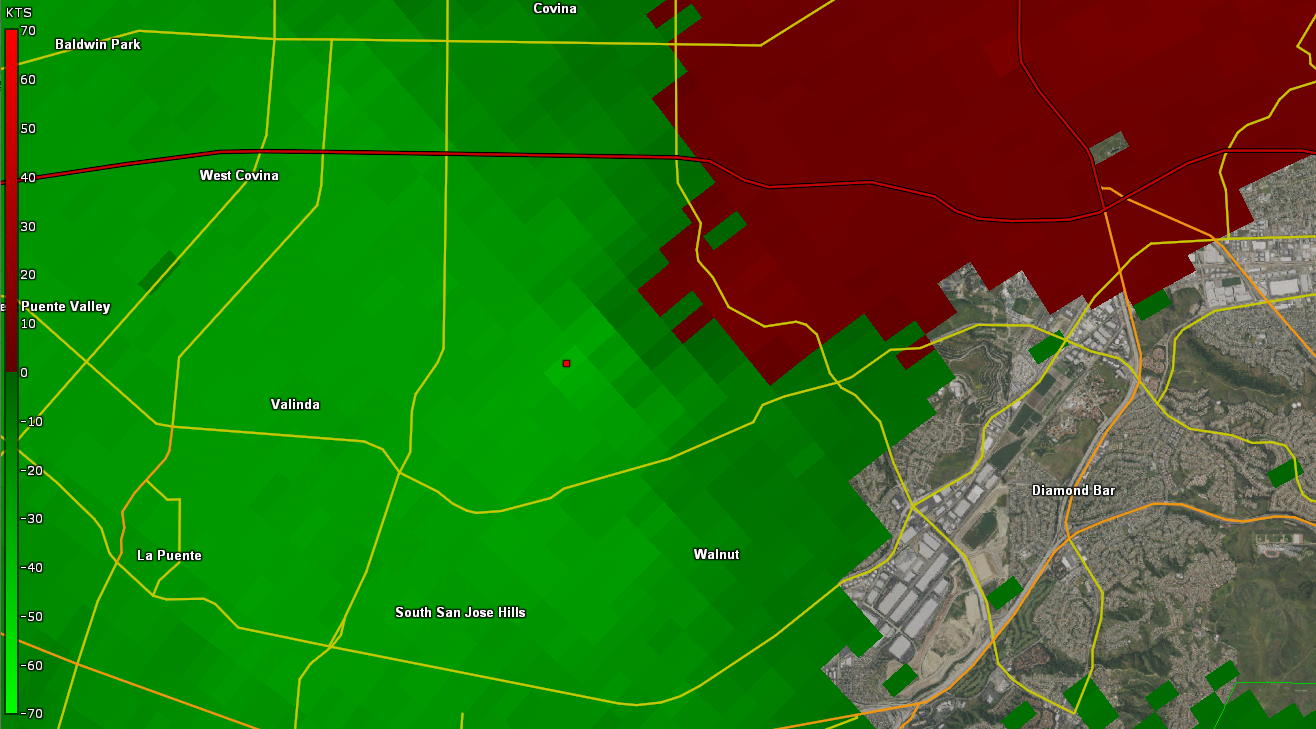 KTS
70
60
50
40
30
20
10
0
-10
-20
-30
-40
-50
-60
-70
Covina
Baldwin Park
West Covina
e Puente Valley
Valinda
Diamond Bar
La Puente
Walnut
South San Jose Hills